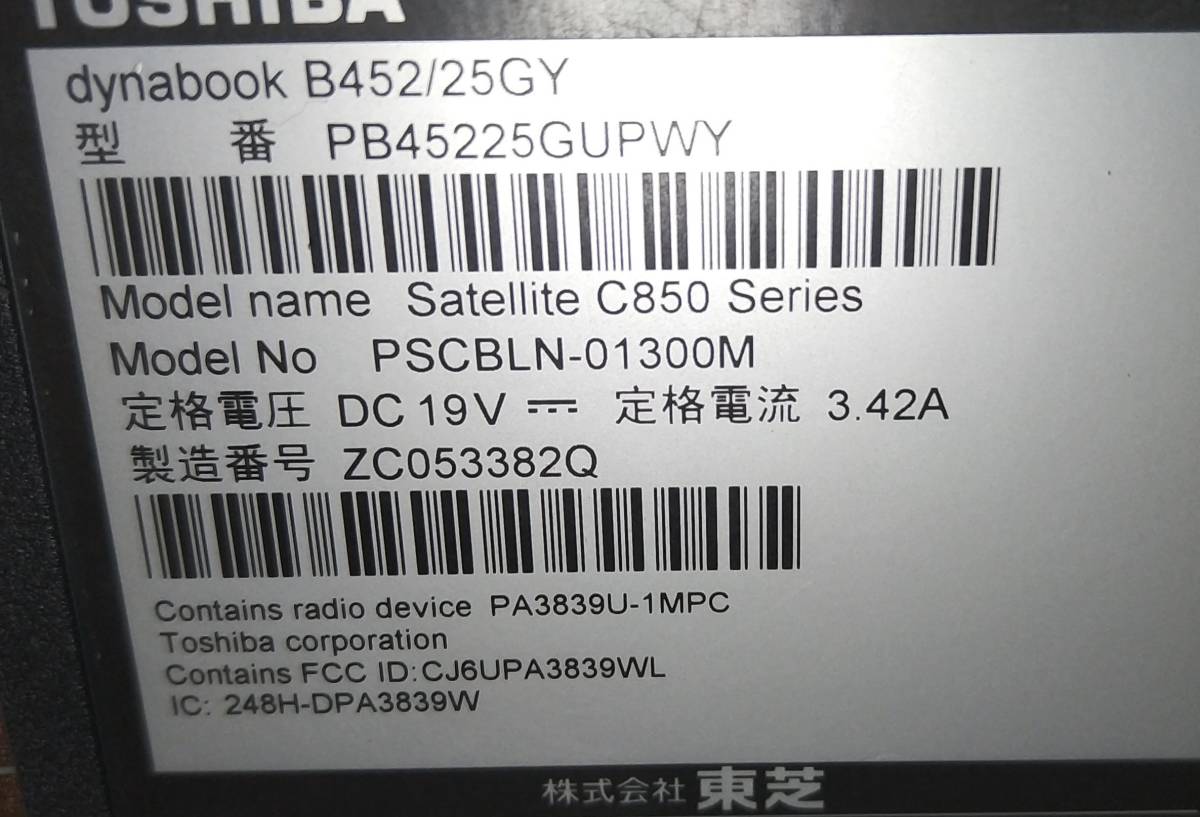 TOSHIBA
dynabook B452/25GY
型 番 PB45225GUPWY
Model name Satellite C850 Series
Model No PSCBLN-01300M
定格電圧 DC 19V ⎓ 定格電流 3.42A
製造番号 ZC053382Q
Contains radio device PA3839U-1MPC
Toshiba corporation
Contains FCC ID:CJ6UPA3839WL
IC: 248H-DPA3839W
株式会社 東芝